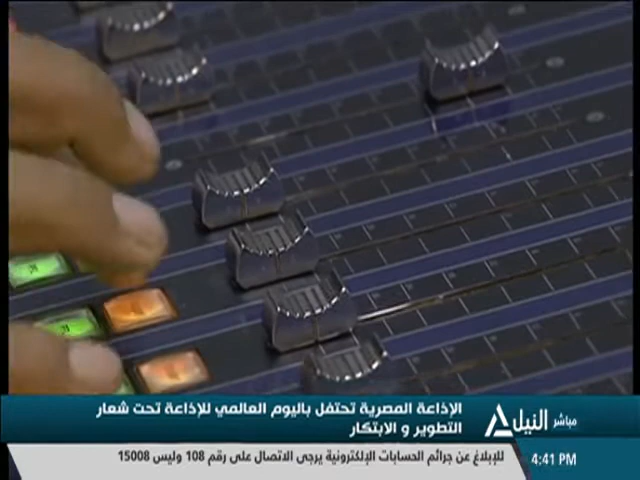 الإذاعة المصرية تحتفل باليوم العالمي للإذاعة تحت شعار
التطوير و الابتكار
النيل مباشر
للإبلاغ عن جرائم الحسابات الإلكترونية يرجى الاتصال على رقم 108 وليس 15008
4:41 PM